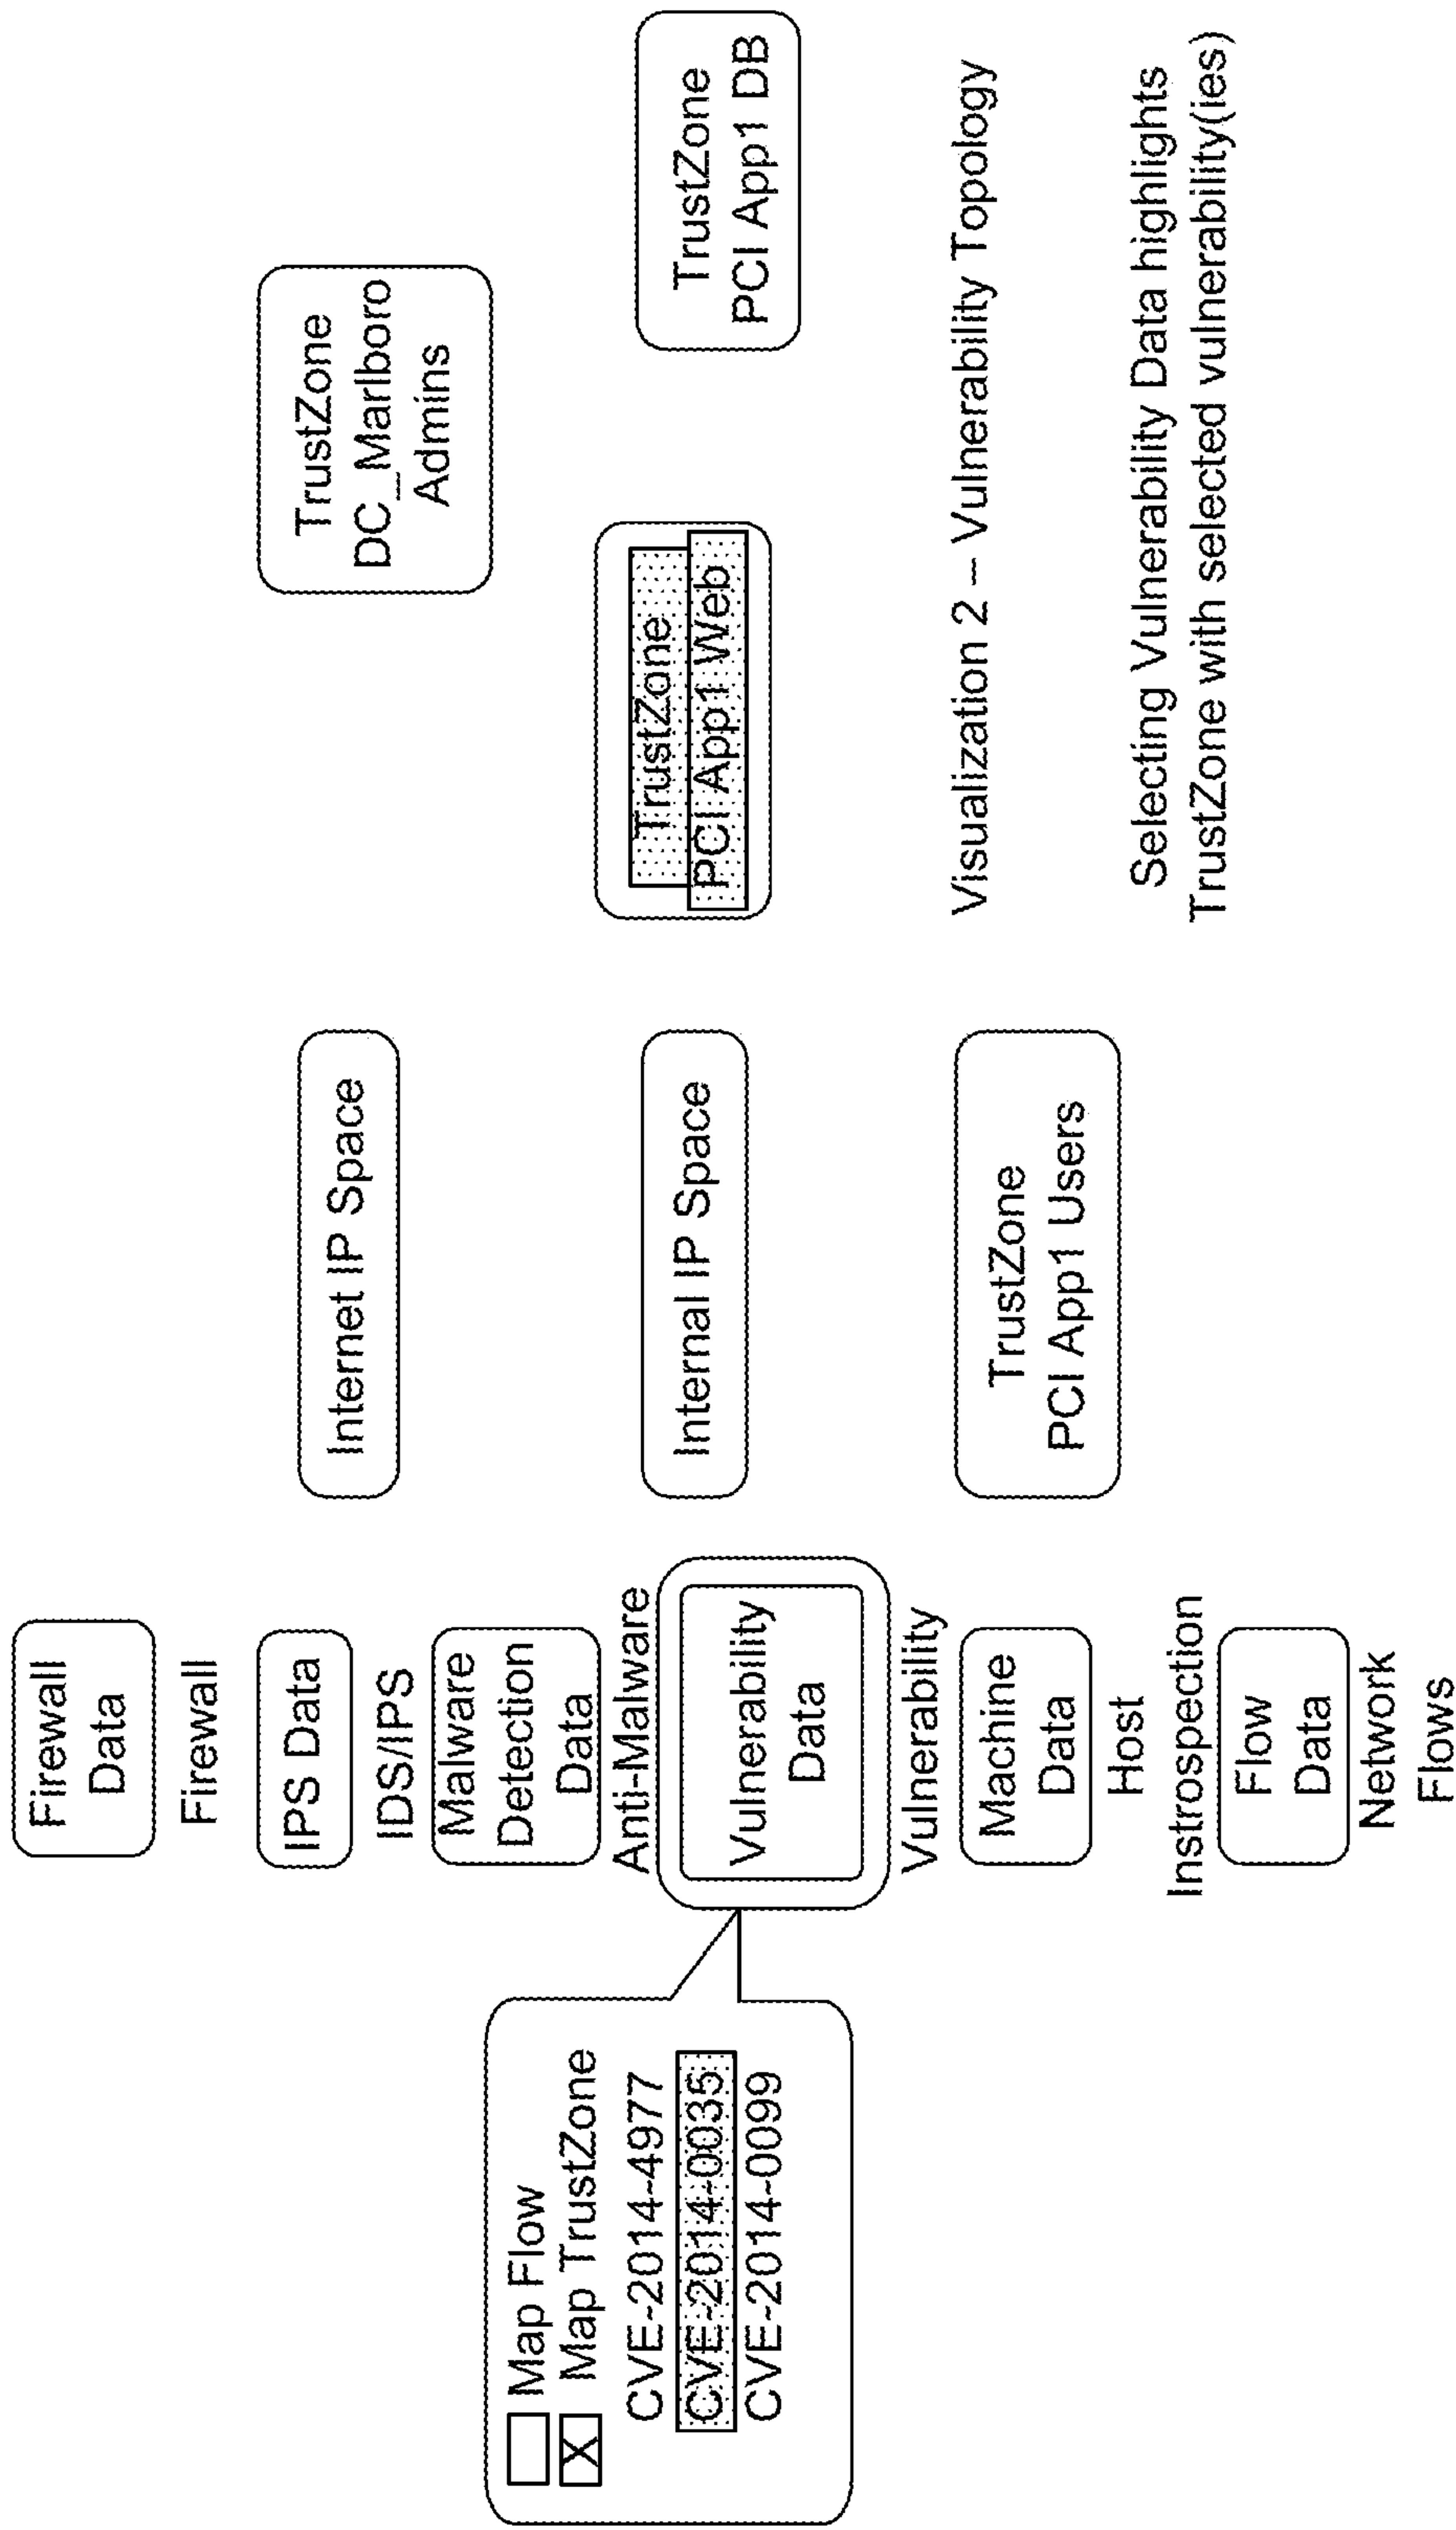 Map Flow
X Map TrustZone
CVE-2014-4977
CVE-2014-0035
CVE-2014-0099
Firewall
Data
Firewall
IPS Data
IDS/IPS
Malware
Detection
Data
Anti-Malware
Vulnerability
Data
Vulnerability
Machine
Data
Host
Instrospection
Flow
Data
Network
Flows
Internet IP Space
Internal IP Space
TrustZone
PCI App1 Users
TrustZone
DC_Marlboro
Admins
TrustZone
PCI App1 Web
TrustZone
PCI App1 DB
Visualization 2 – Vulnerability Topology
Selecting Vulnerability Data highlights
TrustZone with selected vulnerability(ies)